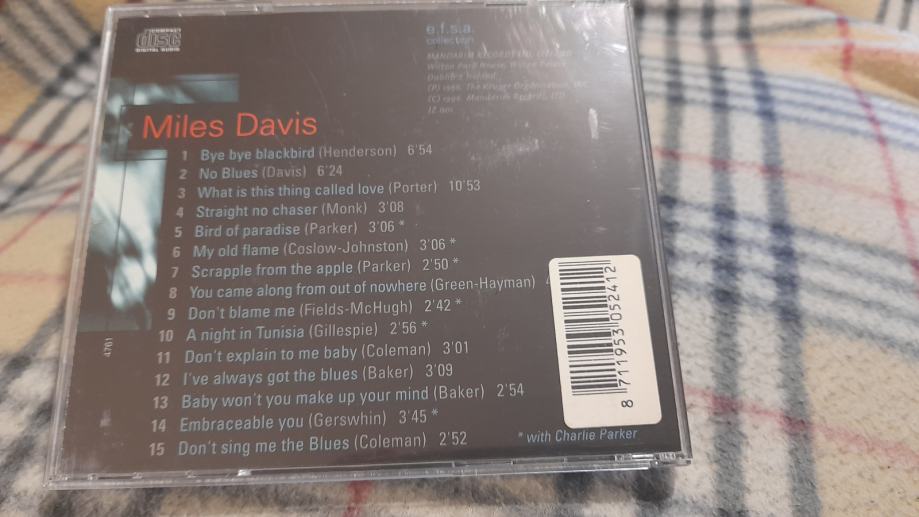 COMPACT
disc
DIGITAL AUDIO
e.f.s.a.
collection
Miles Davis
1 Bye bye blackbird (Henderson) 6'54
2 No Blues (Davis) 6'24
3 What is this thing called love (Porter) 10'53
4 Straight no chaser (Monk) 3'08
5 Bird of paradise (Parker) 3'06 *
6 My old flame (Coslow-Johnston) 3'06 *
7 Scrapple from the apple (Parker) 2'50 *
8 You came along from out of nowhere (Green-Hayman)
9 Don't blame me (Fields-McHugh) 2'42 *
10 A night in Tunisia (Gillespie) 2'56 *
11 Don't explain to me baby (Coleman) 3'01
12 I've always got the blues (Baker) 3'09
13 Baby won't you make up your mind (Baker) 2'54
14 Embraceable you (Gerswhin) 3'45 *
15 Don't sing me the Blues (Coleman) 2'52
* with Charlie Parker
4761
8 711953 052412